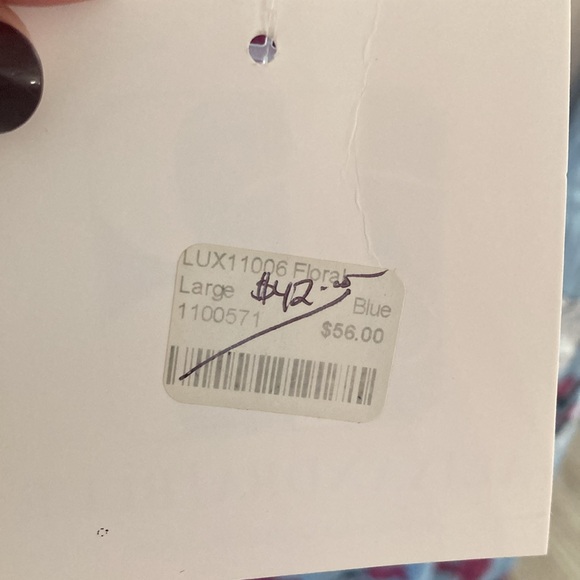 LUX11006 Floral
Large $42.00 Blue
1100571 $56.00